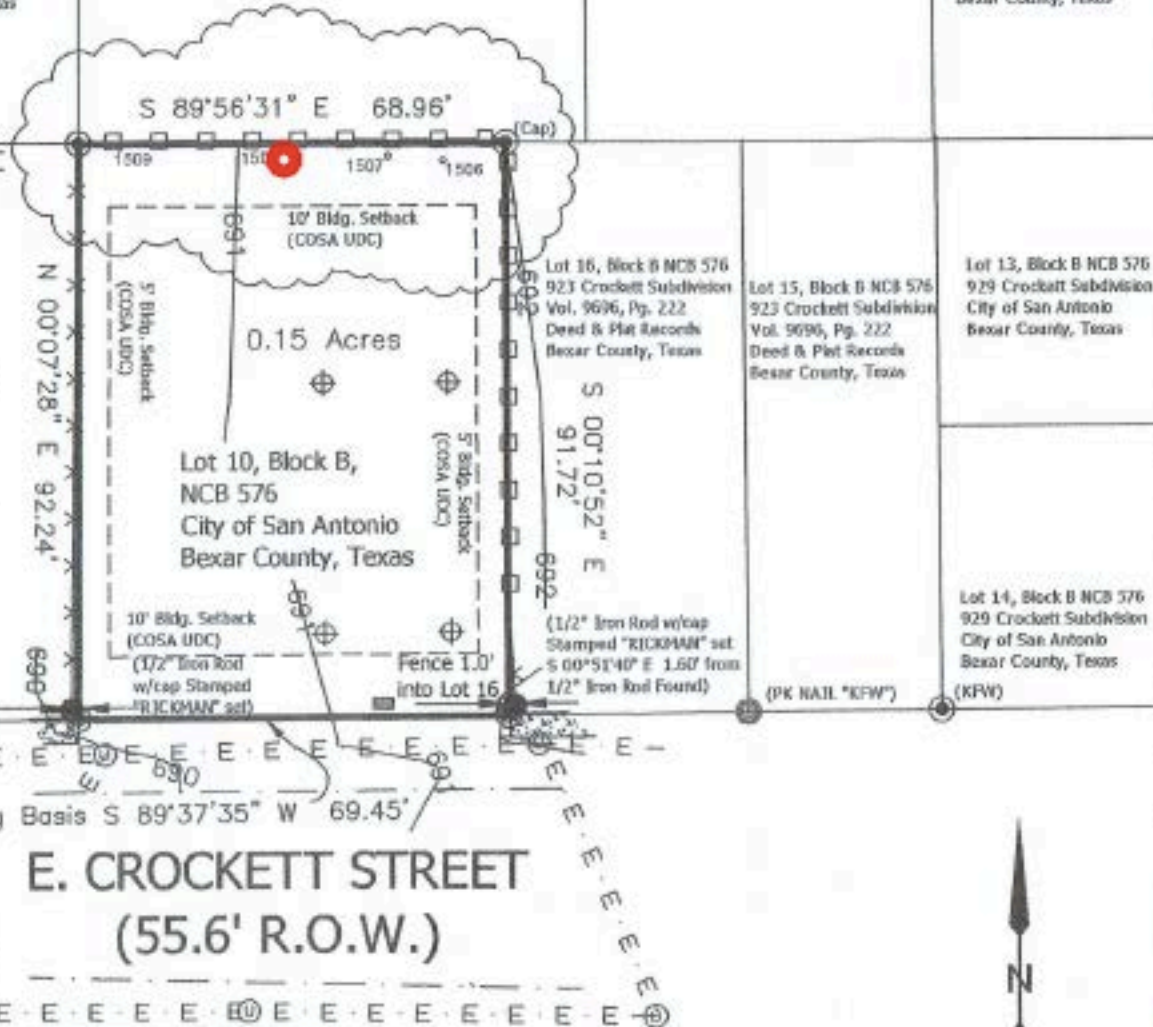 S 89°56'31" E 68.96'
(Cap)
1509
1507
1506
10' Bldg. Setback
(COSA UDC)
691
5' Bldg. Setback
(COSA UDC)
N 00°07'28" E 92.24'
0.15 Acres
692
Lot 16, Block B NCB 576
923 Crockett Subdivision
Vol. 9696, Pg. 222
Deed & Plat Records
Bexar County, Texas
Lot 15, Block B NCB 576
923 Crockett Subdivision
Vol. 9696, Pg. 222
Deed & Plat Records
Bexar County, Texas
Lot 13, Block B NCB 576
929 Crockett Subdivision
City of San Antonio
Bexar County, Texas
S 00°10'52" E
91.72'
Lot 10, Block B,
NCB 576
City of San Antonio
Bexar County, Texas
5' Bldg. Setback
(COSA UDC)
692
691
10' Bldg. Setback
(COSA UDC)
(1/2" Iron Rod
w/cap Stamped
"RICKMAN" set)
690
Fence 1.0'
into Lot 16
(1/2" Iron Rod w/cap
Stamped "RICKMAN" set
S 00°51'40" E 1.60' from
1/2" Iron Rod Found)
Lot 14, Block B NCB 576
929 Crockett Subdivision
City of San Antonio
Bexar County, Texas
(PK NAIL "KFW")
(KFW)
E E U E E E E E E E E E E
690
691
Basis S 89°37'35" W 69.45'
E. CROCKETT STREET
(55.6' R.O.W.)
E E E E E E
N
E E E E E U E E E E E E E E